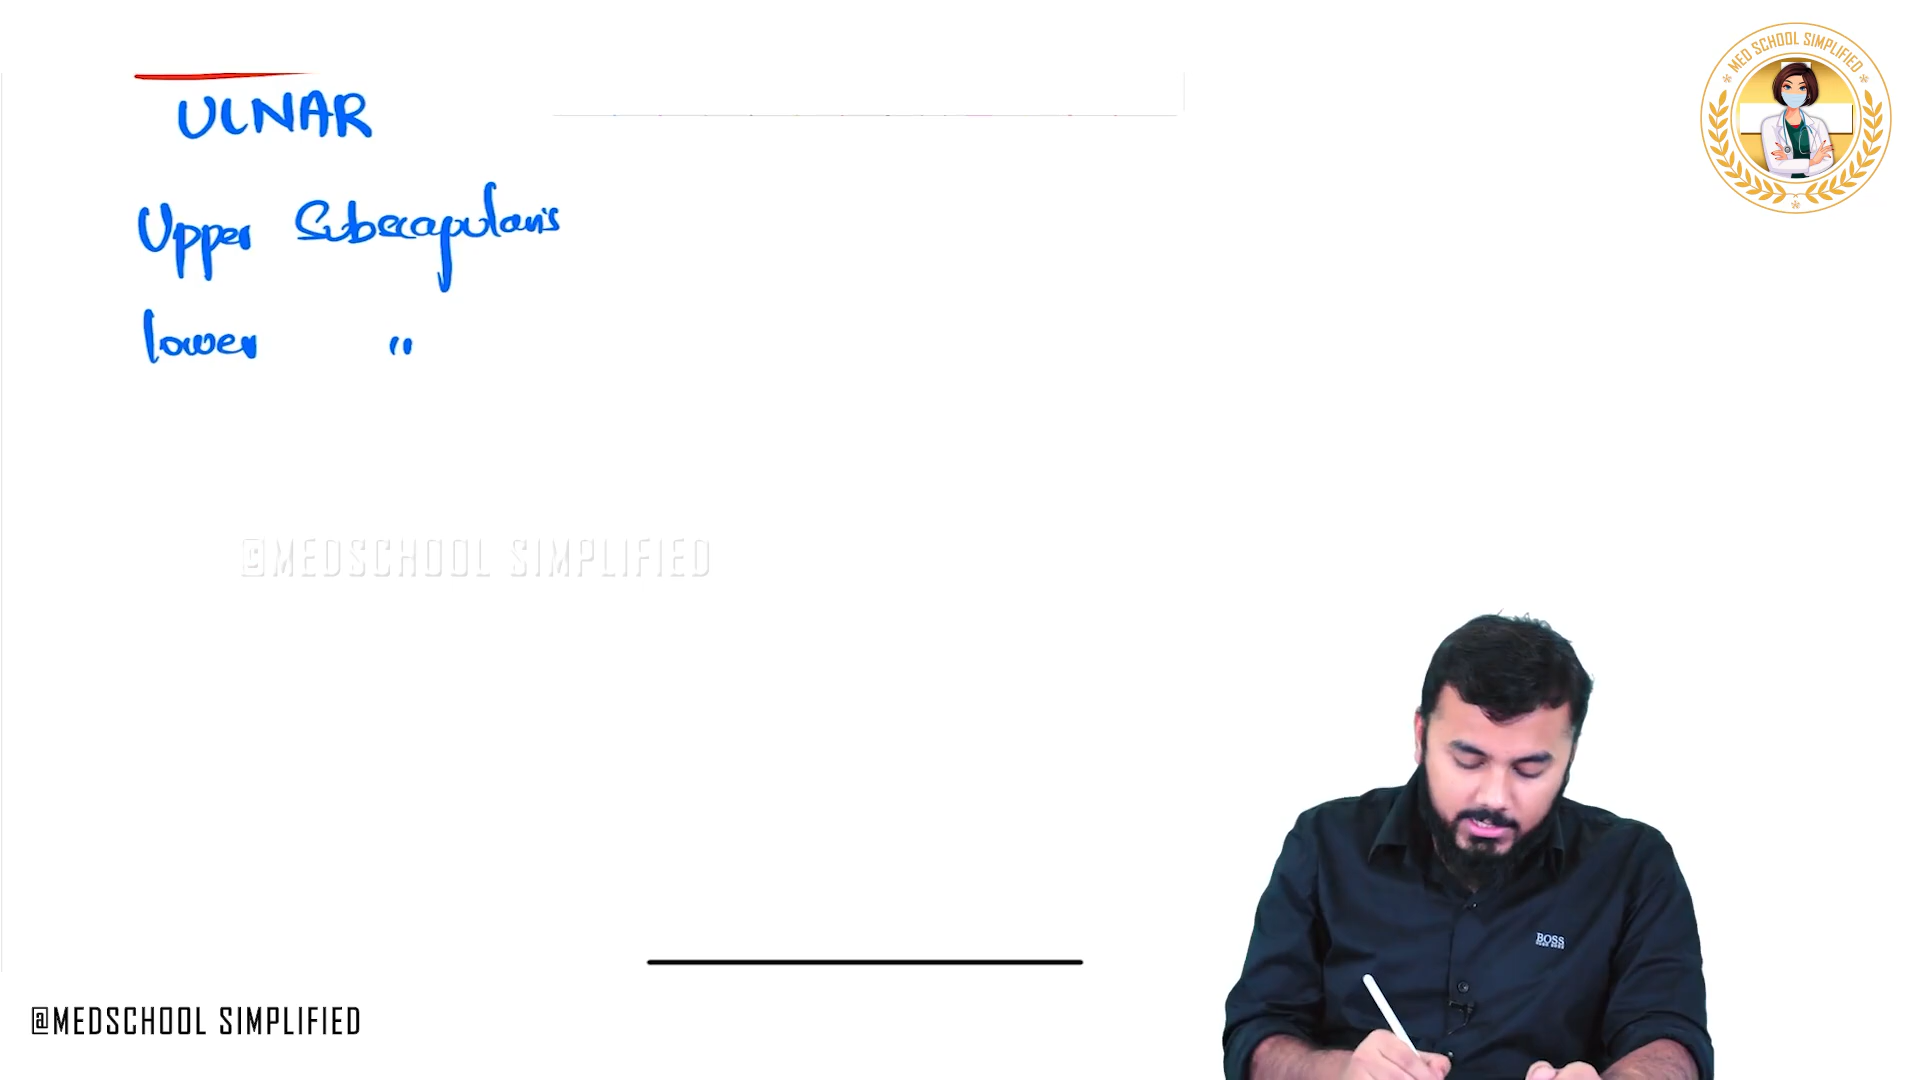 MED SCHOOL SIMPLIFIED
ULNAR
Upper Subscapularis
lower "
@MEDSCHOOL SIMPLIFIED
BOSS
@MEDSCHOOL SIMPLIFIED